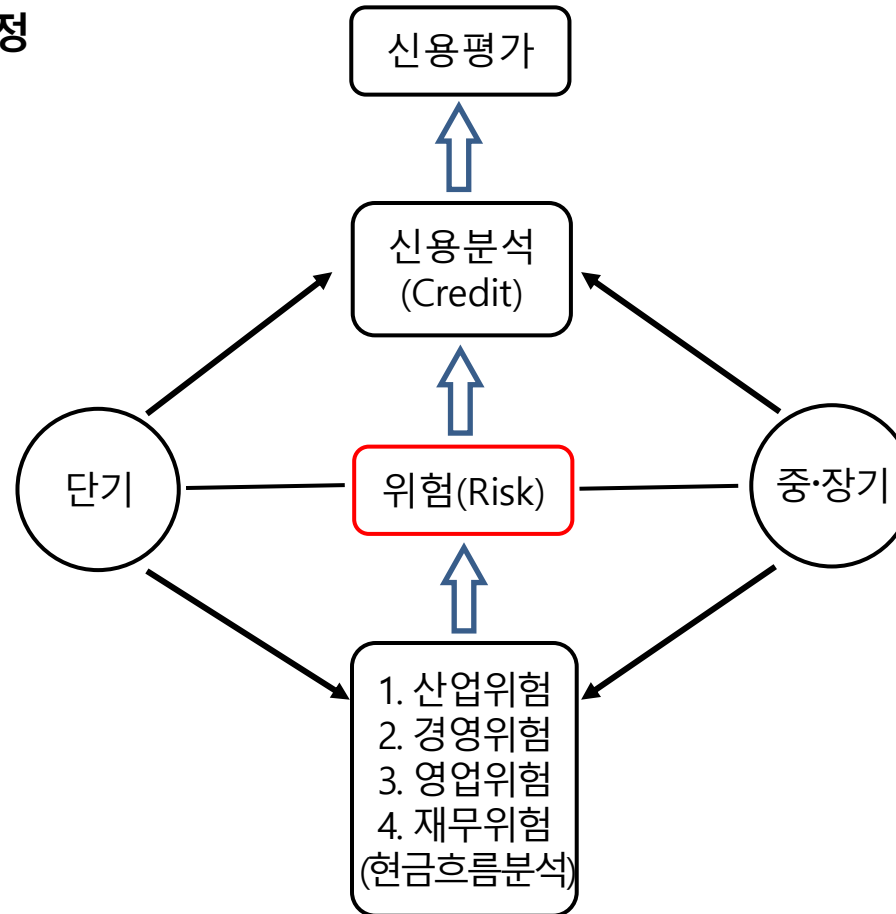 정
신용평가
신용분석
(Credit)
단기
위험(Risk)
중·장기
1. 산업위험
2. 경영위험
3. 영업위험
4. 재무위험
(현금흐름분석)